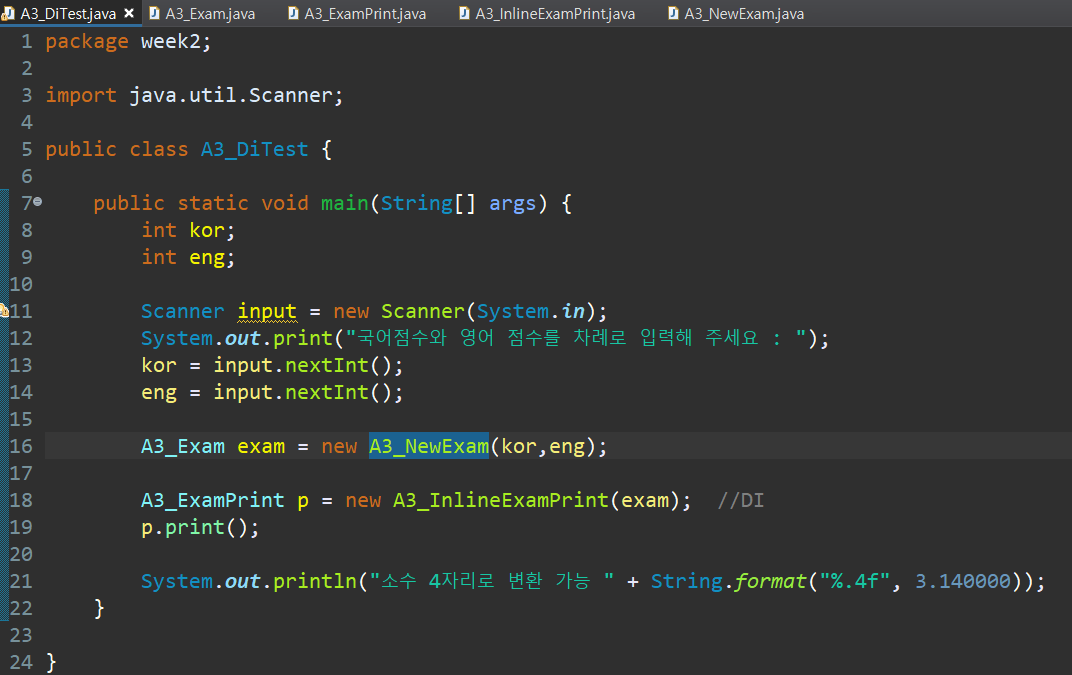 A3_DiTest.java A3_Exam.java A3_ExamPrint.java A3_InlineExamPrint.java A3_NewExam.java
1 package week2;
2
3 import java.util.Scanner;
4
5 public class A3_DiTest {
6
7 public static void main(String[] args) {
8 int kor;
9 int eng;
10
11 Scanner input = new Scanner(System.in);
12 System.out.print("국어점수와 영어 점수를 차례로 입력해 주세요 : ");
13 kor = input.nextInt();
14 eng = input.nextInt();
15
16 A3_Exam exam = new A3_NewExam(kor,eng);
17
18 A3_ExamPrint p = new A3_InlineExamPrint(exam); //DI
19 p.print();
20
21 System.out.println("소수 4자리로 변환 가능 " + String.format("%.4f", 3.140000));
22 }
23
24 }